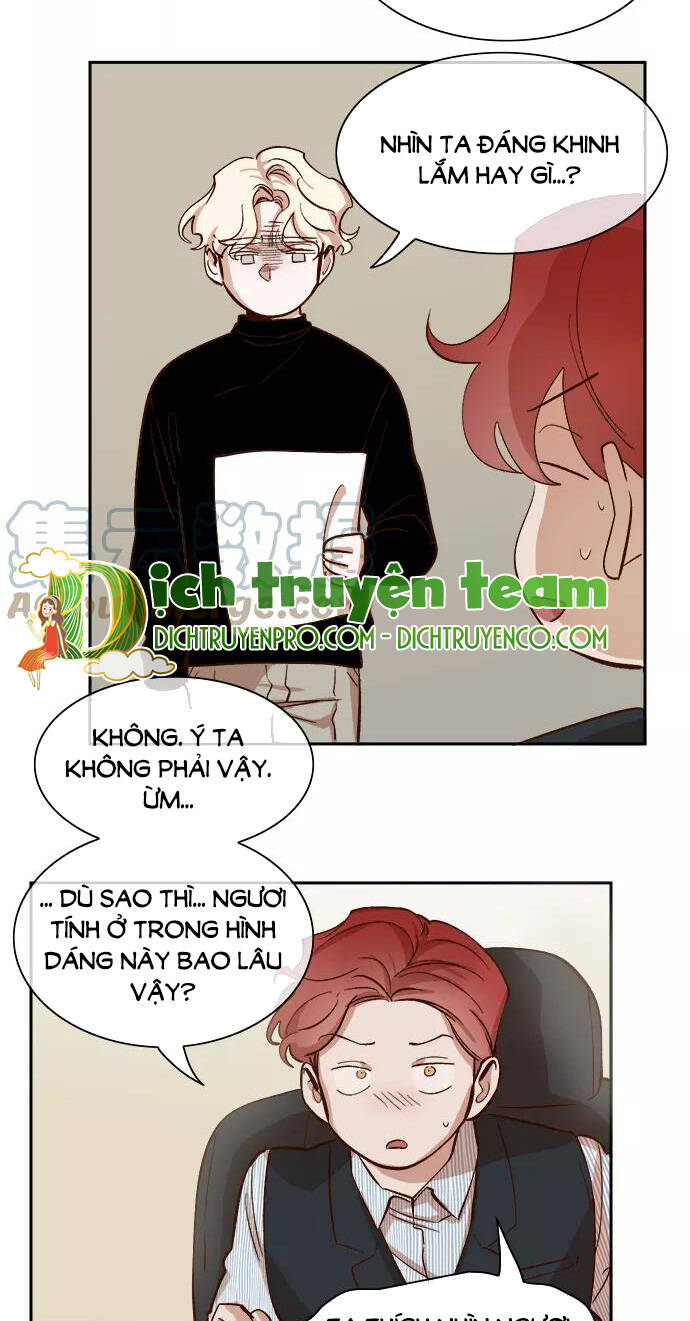 NHÌN TA ĐÁNG KHINH
LẮM HAY GÌ...?
Dịch truyện team
DICHTRUYENPRO.COM - DICHTRUYENCO.COM
KHÔNG. Ý TA
KHÔNG PHẢI VẬY.
ỪM...
... DÙ SAO THÌ... NGƯƠI
TÍNH Ở TRONG HÌNH
DÁNG NÀY BAO LÂU
VẬY?